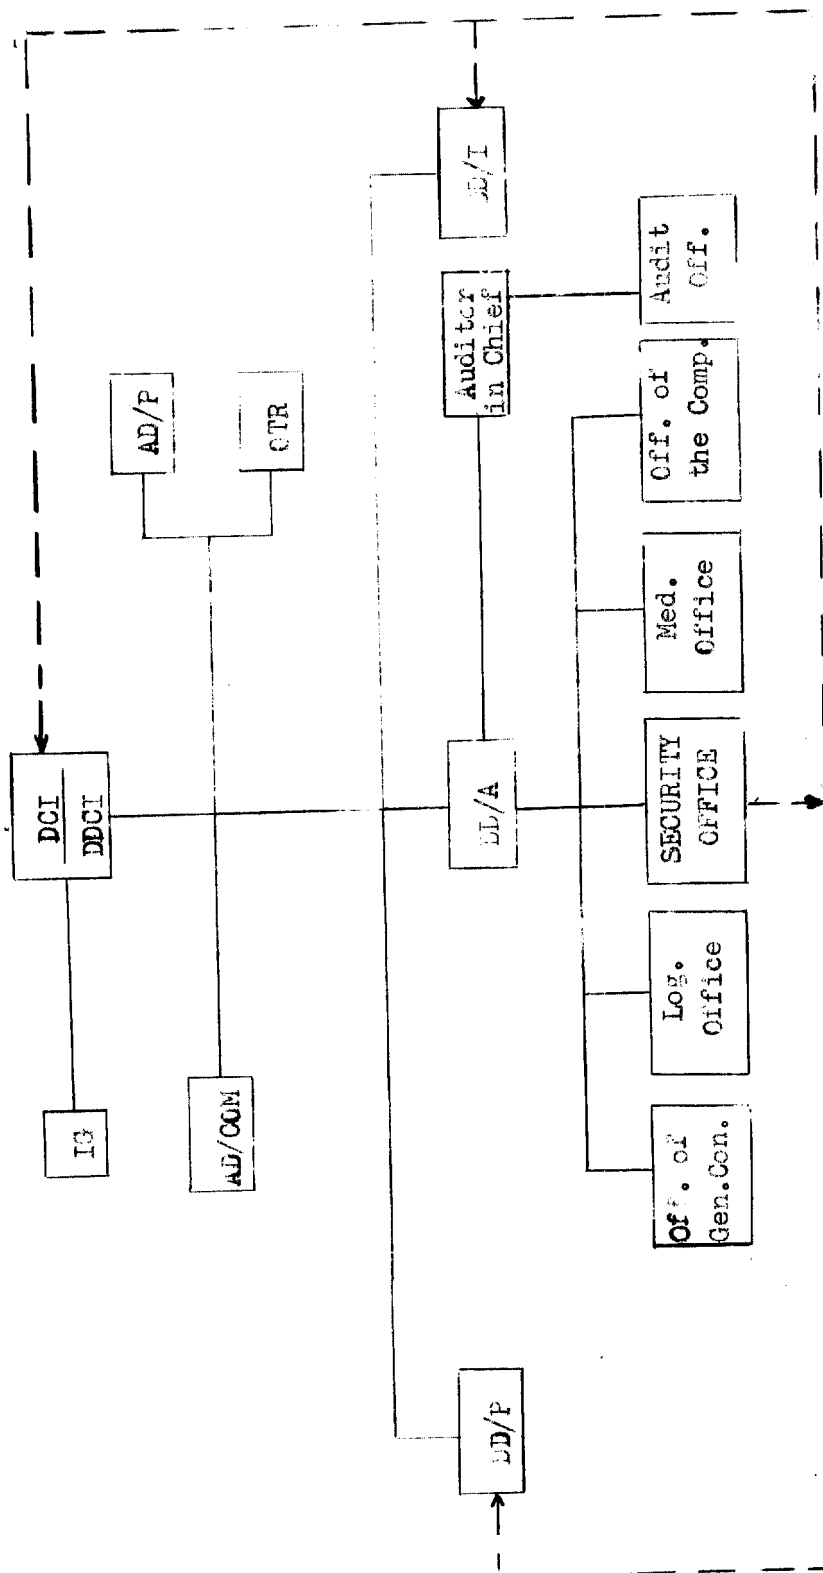 DCI
DDCI
IG
AD/P
OTR
AD/COM
DD/P
DD/A
Auditor
in Chief
DD/I
Off. of
Gen.Con.
Log.
Office
SECURITY
OFFICE
Med.
Office
Off. of
the Comp.
Audit
Off.